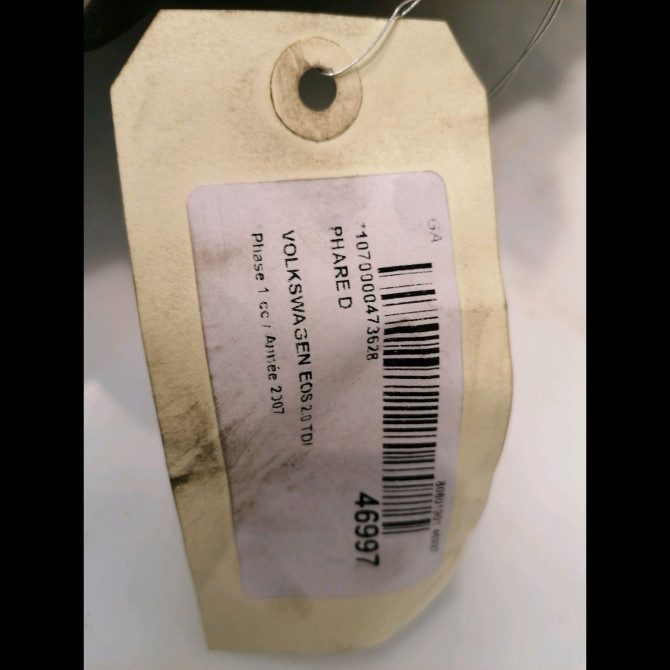 GA
*1070000473628
PHARE D
46997
VOLKSWAGEN EOS 2.0 TDI
Phase 1 cc / Année 2007